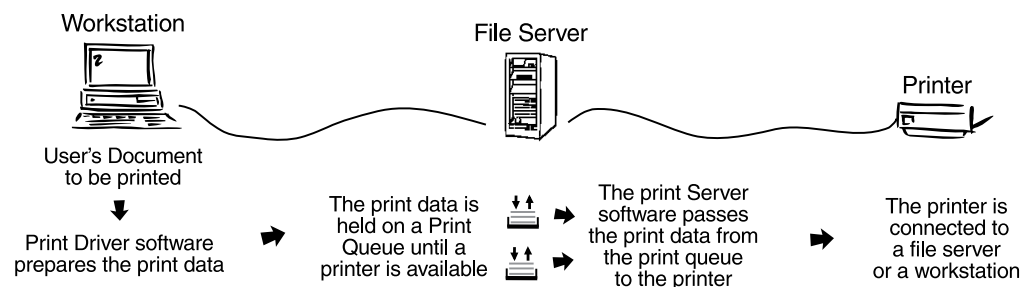 Workstation
File Server
Printer
User's Document
to be printed
Print Driver software
prepares the print data
The print data is
held on a Print
Queue until a
printer is available
The print Server
software passes
the print data from
the print queue
to the printer
The printer is
connected to
a file server
or a workstation